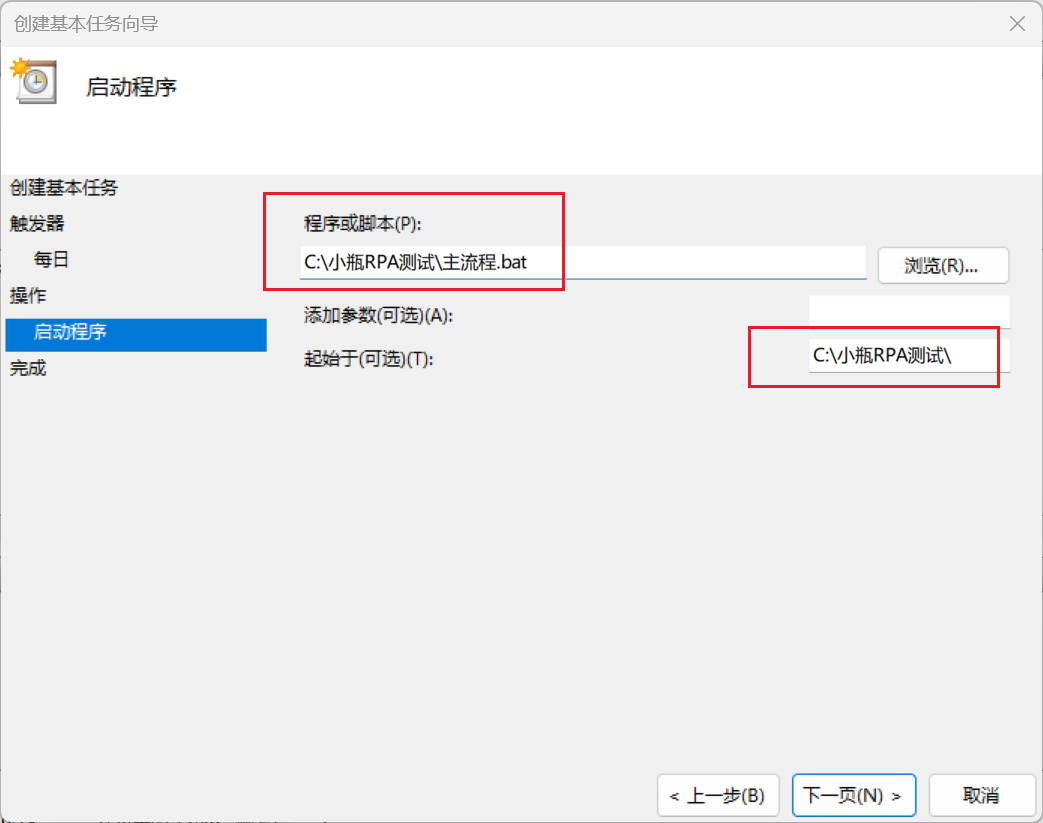 创建基本任务向导
启动程序
创建基本任务
触发器
每日
操作
启动程序
完成
程序或脚本(P):
C:\小瓶RPA测试\主流程.bat
浏览(R)...
添加参数(可选)(A):
起始于(可选)(T):
C:\小瓶RPA测试\
< 上一步(B)
下一页(N) >
取消